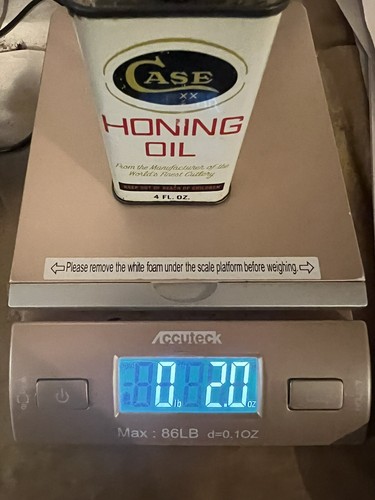 CASE
XX
HONING
OIL
From the Manufacturer of the
World's Finest Cutlery
KEEP OUT OF REACH OF CHILDREN
4 FL. OZ.
Please remove the white foam under the scale platform before weighing.
Accuteck
0 lb 2.0 oz
Max : 86LB d=0.1OZ